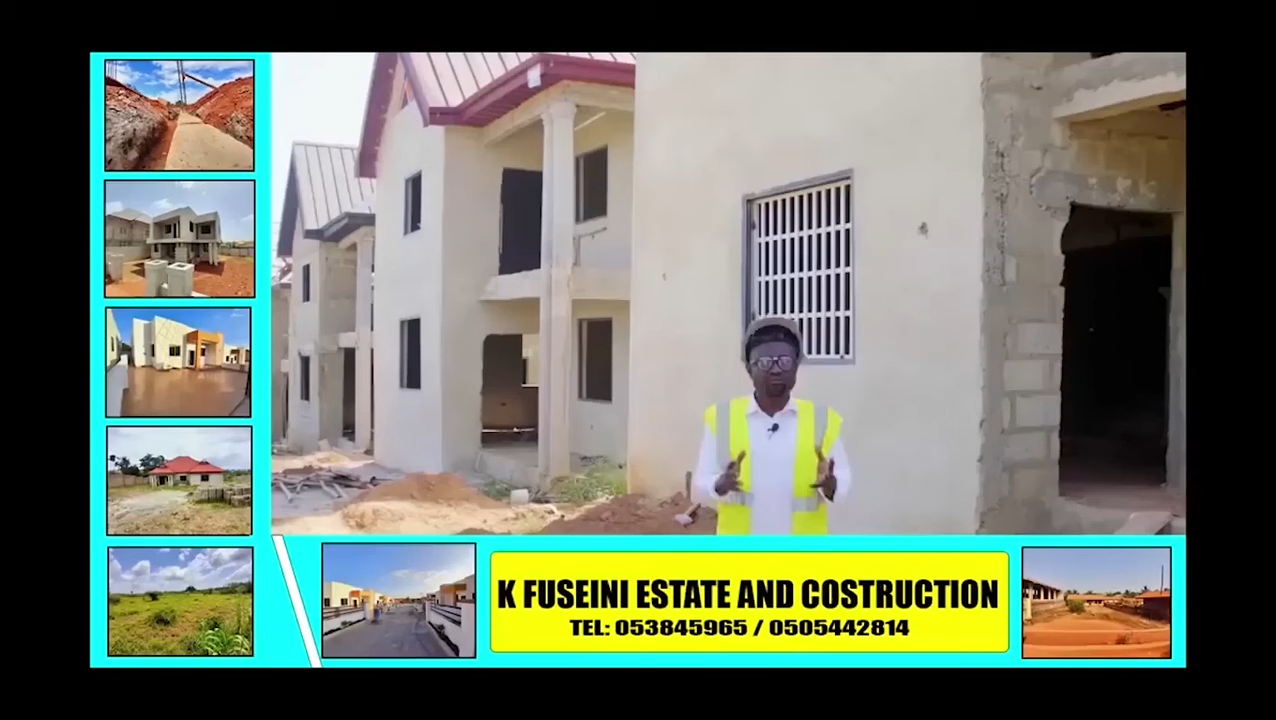 K FUSEINI ESTATE AND COSTRUCTION
TEL: 053845965 / 0505442814